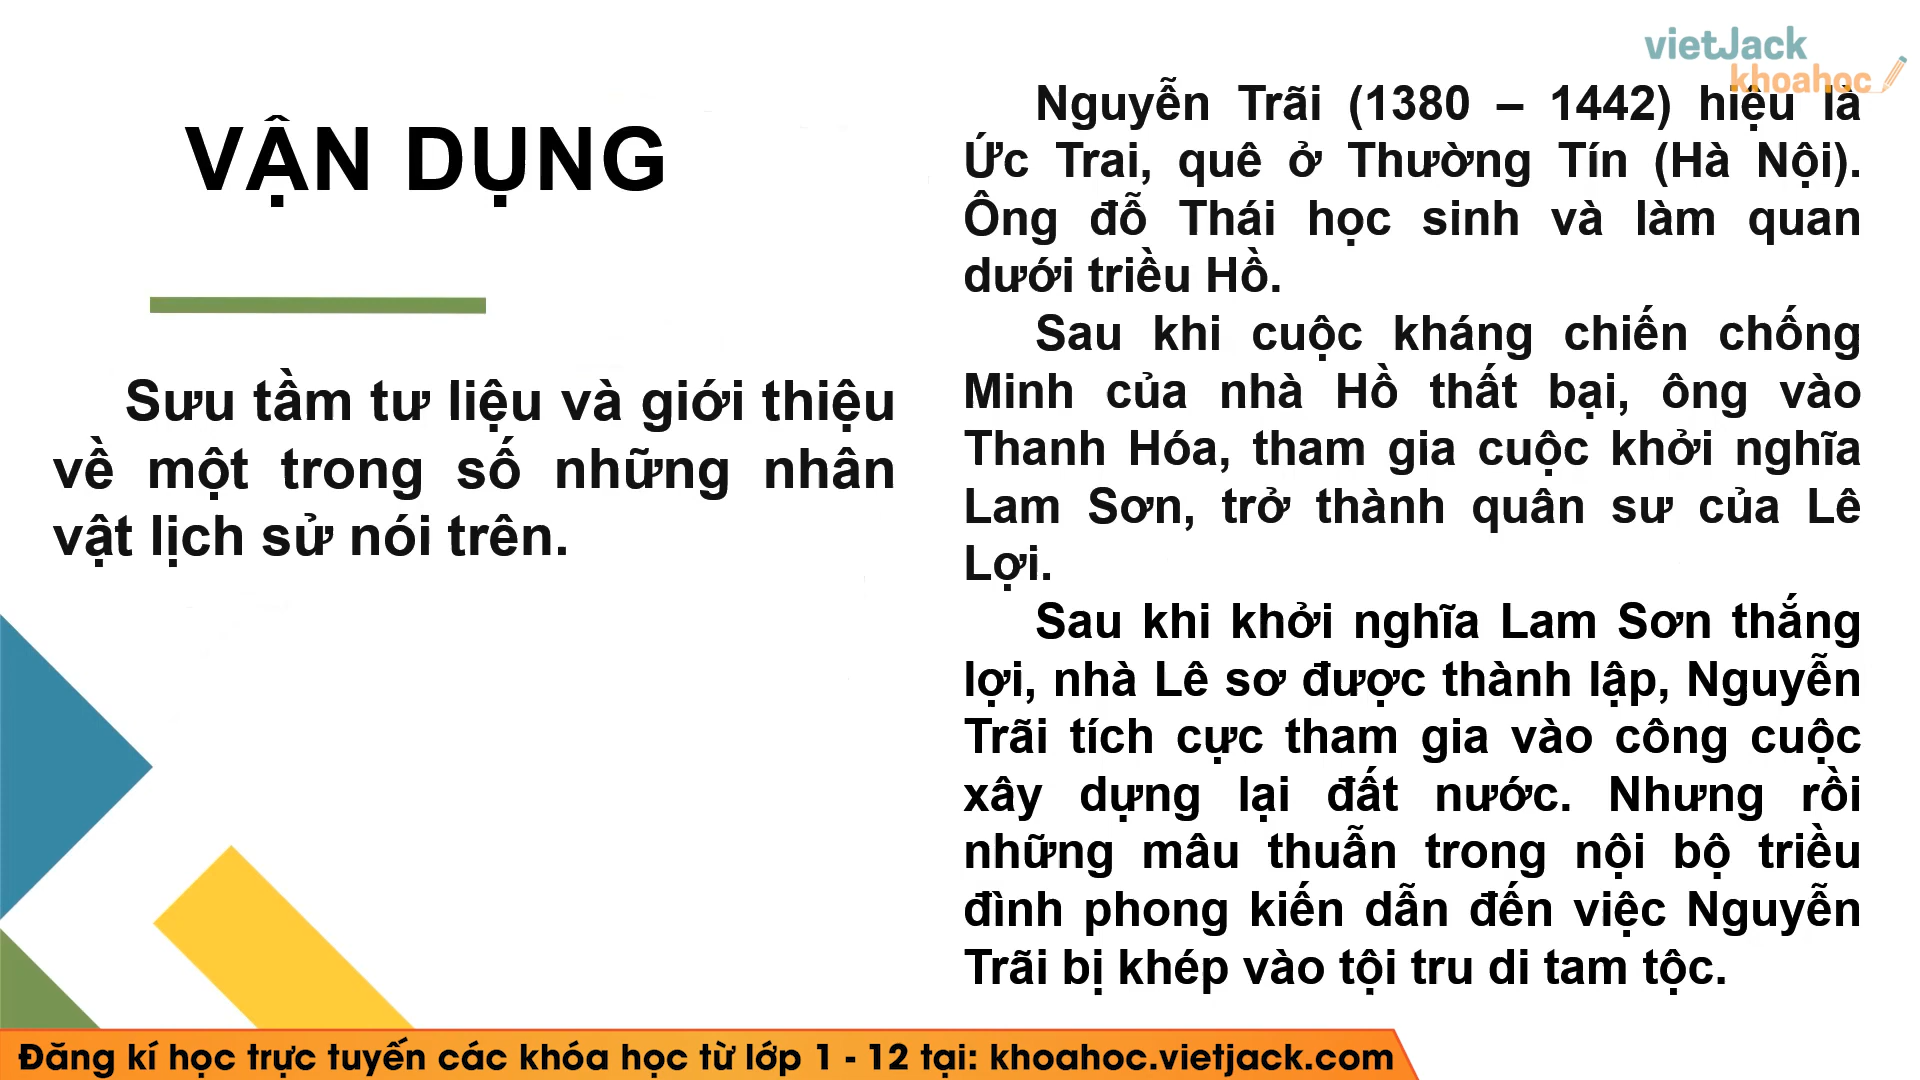 vietJack
khoahoc
VẬN DỤNG
Sưu tầm tư liệu và giới thiệu
về một trong số những nhân
vật lịch sử nói trên.
Nguyễn Trãi (1380 – 1442) hiệu là
Ức Trai, quê ở Thường Tín (Hà Nội).
Ông đỗ Thái học sinh và làm quan
dưới triều Hồ.
Sau khi cuộc kháng chiến chống
Minh của nhà Hồ thất bại, ông vào
Thanh Hóa, tham gia cuộc khởi nghĩa
Lam Sơn, trở thành quân sư của Lê
Lợi.
Sau khi khởi nghĩa Lam Sơn thắng
lợi, nhà Lê sơ được thành lập, Nguyễn
Trãi tích cực tham gia vào công cuộc
xây dựng lại đất nước. Nhưng rồi
những mâu thuẫn trong nội bộ triều
đình phong kiến dẫn đến việc Nguyễn
Trãi bị khép vào tội tru di tam tộc.
Đăng kí học trực tuyến các khóa học từ lớp 1 - 12 tại: khoahoc.vietjack.com